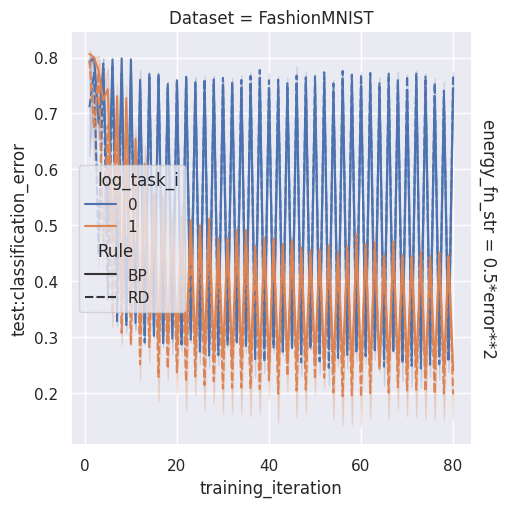 Dataset = FashionMNIST
test:classification_error
0.8
0.7
0.6
0.5
0.4
0.3
0.2
log_task_i
0
1
Rule
BP
RD
energy_fn_str = 0.5*error**2
0
20
40
60
80
training_iteration